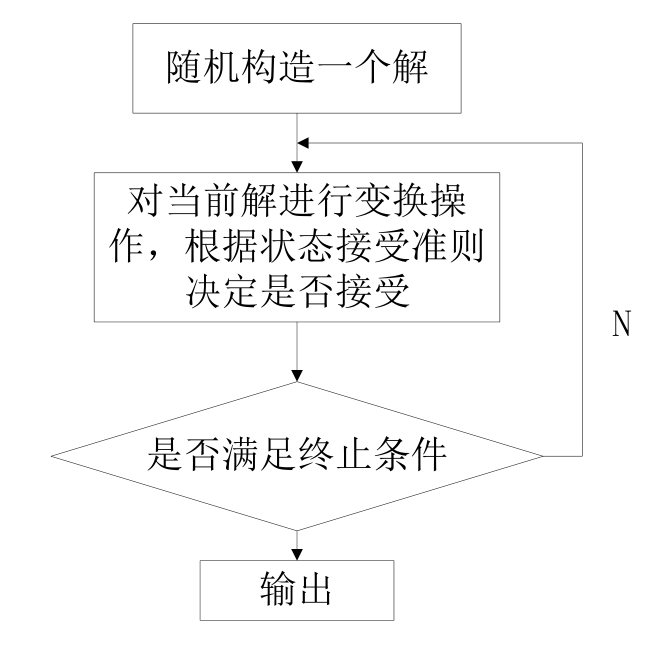 随机构造一个解
对当前解进行变换操
作，根据状态接受准则
决定是否接受
N
是否满足终止条件
输出